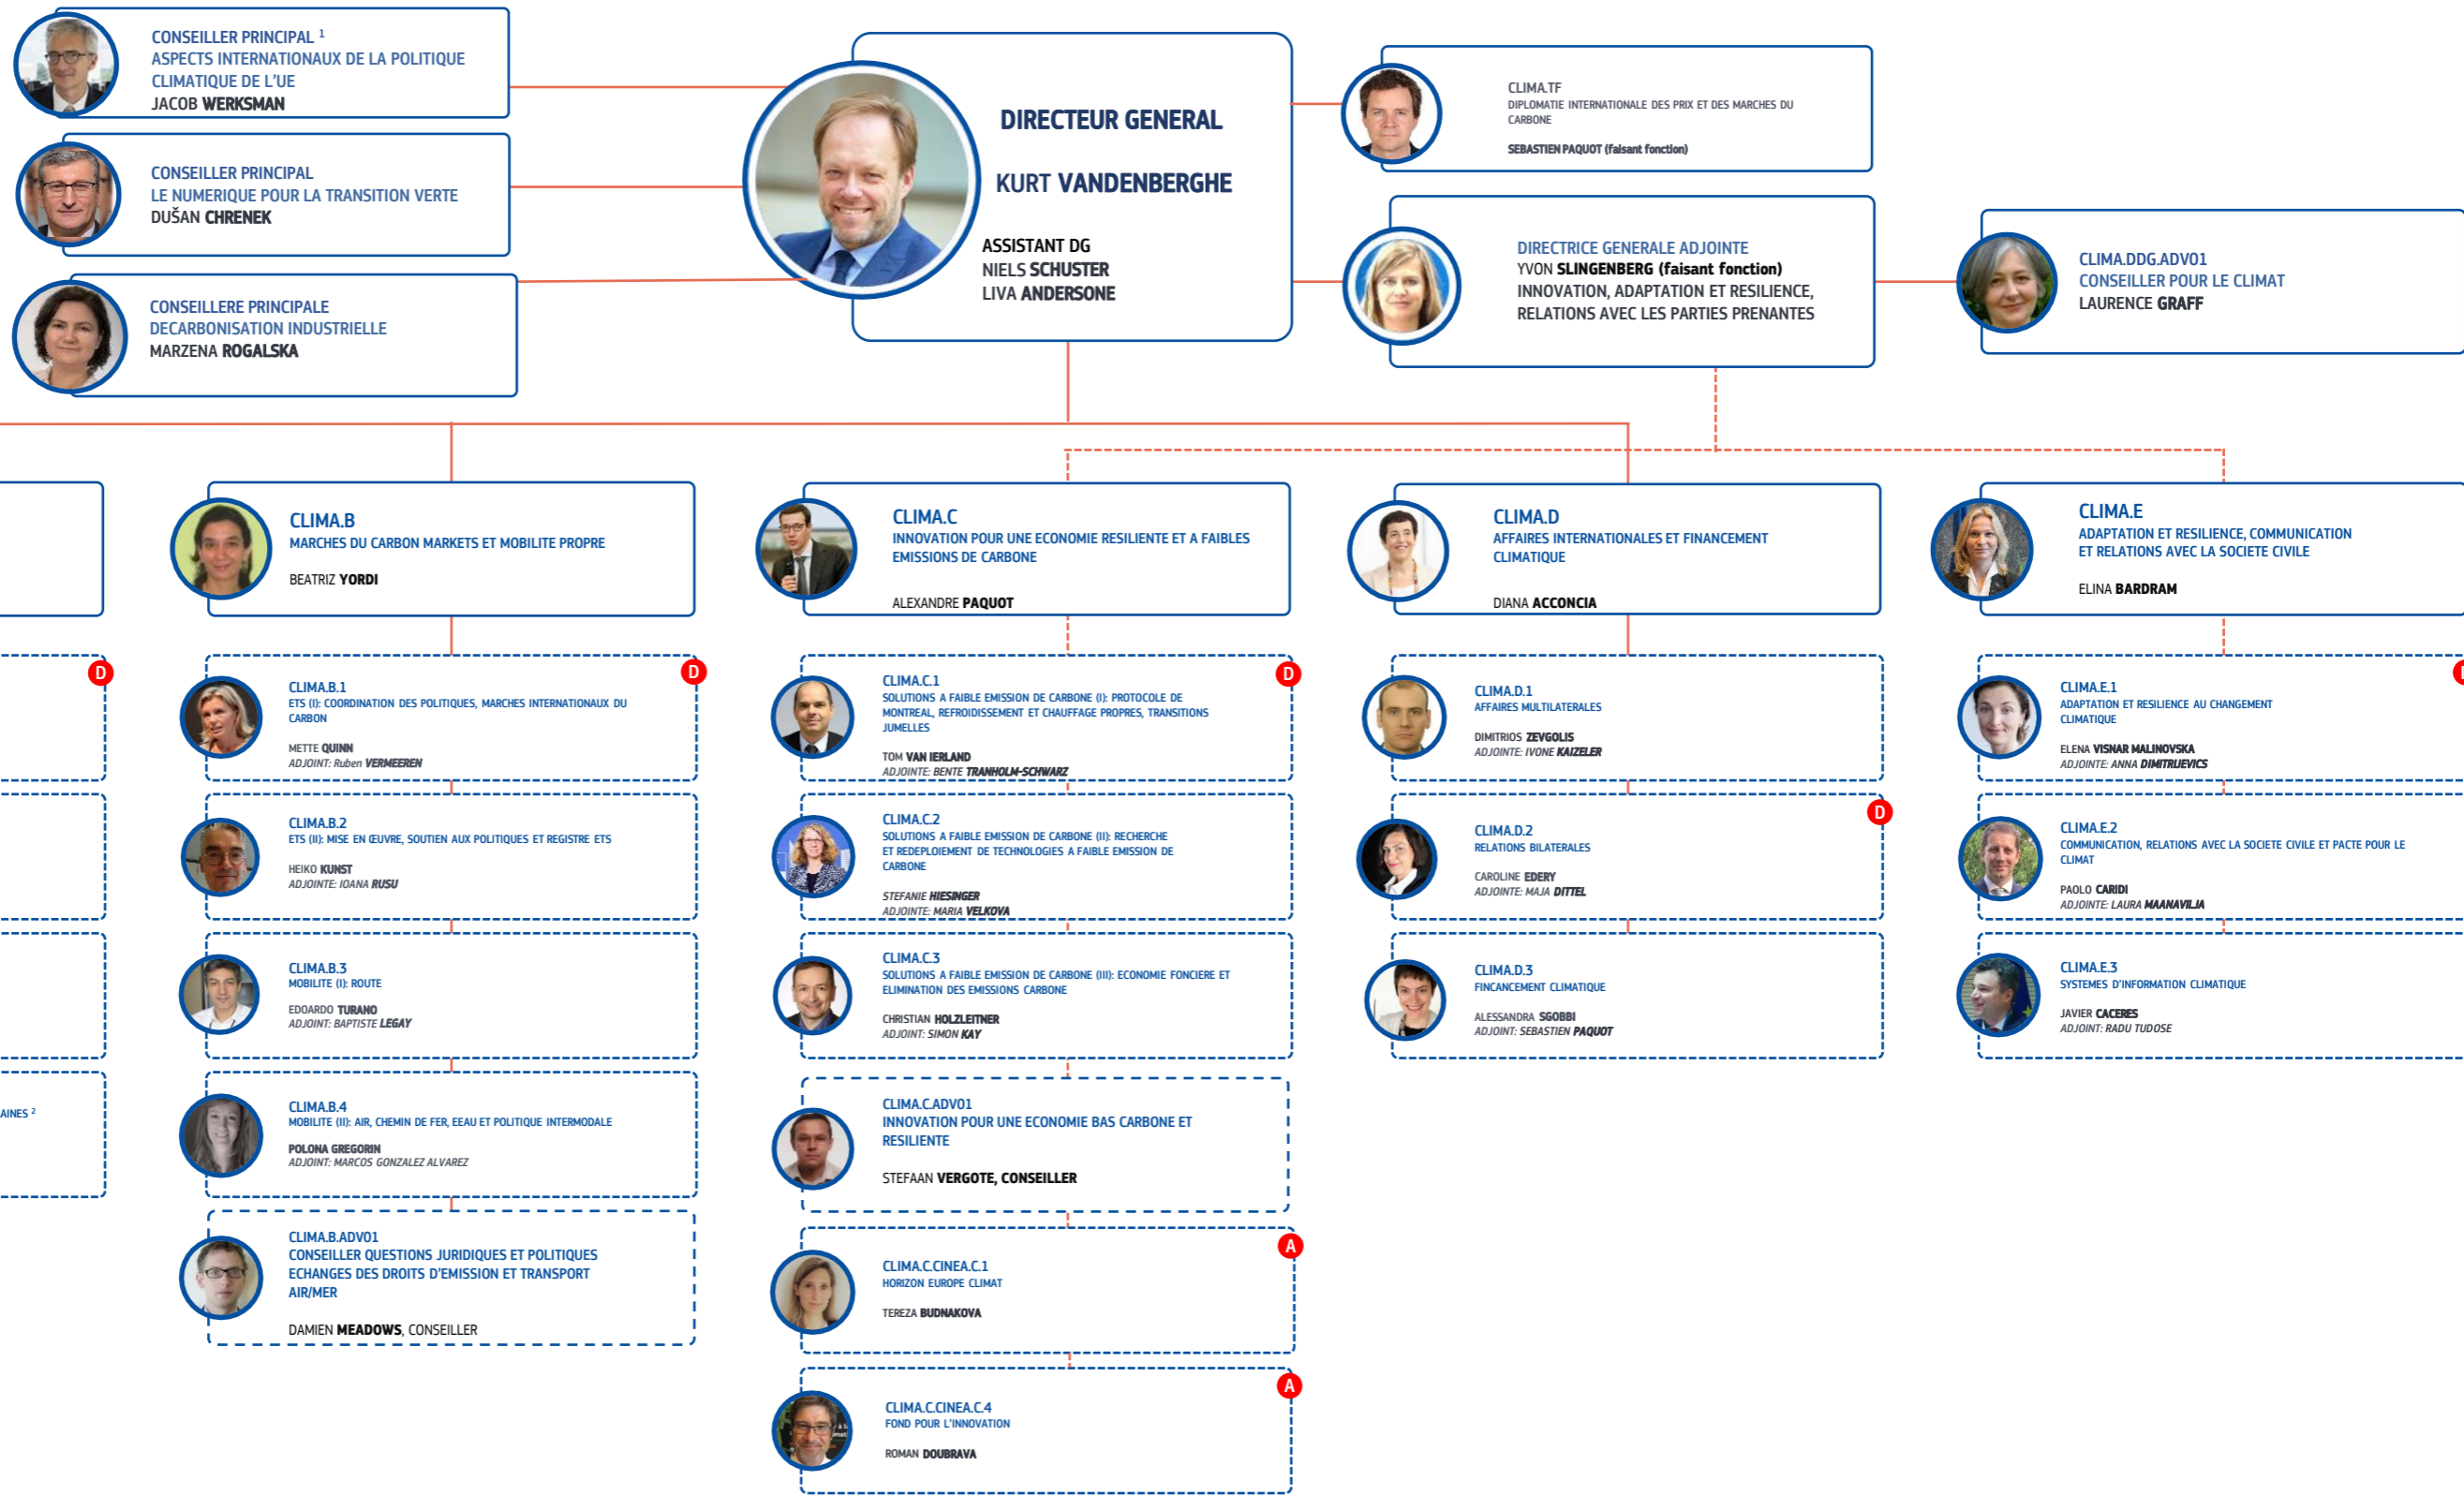 CONSEILLER PRINCIPAL 1
ASPECTS INTERNATIONAUX DE LA POLITIQUE
CLIMATIQUE DE L'UE
JACOB WERKSMAN
CONSEILLER PRINCIPAL
LE NUMERIQUE POUR LA TRANSITION VERTE
DUŠAN CHRENEK
CONSEILLERE PRINCIPALE
DECARBONISATION INDUSTRIELLE
MARZENA ROGALSKA
DIRECTEUR GENERAL
KURT VANDENBERGHE
ASSISTANT DG
NIELS SCHUSTER
LIVA ANDERSONE
CLIMA.TF
DIPLOMATIE INTERNATIONALE DES PRIX ET DES MARCHES DU
CARBONE
SEBASTIEN PAQUOT (faisant fonction)
DIRECTRICE GENERALE ADJOINTE
YVON SLINGENBERG (faisant fonction)
INNOVATION, ADAPTATION ET RESILIENCE,
RELATIONS AVEC LES PARTIES PRENANTES
CLIMA.DDG.ADV01
CONSEILLER POUR LE CLIMAT
LAURENCE GRAFF
D
AINES 2
CLIMA.B
MARCHES DU CARBON MARKETS ET MOBILITE PROPRE
BEATRIZ YORDI
D
CLIMA.B.1
ETS (I): COORDINATION DES POLITIQUES, MARCHES INTERNATIONAUX DU
CARBON
METTE QUINN
ADJOINT: Ruben VERMEEREN
CLIMA.B.2
ETS (II): MISE EN ŒUVRE, SOUTIEN AUX POLITIQUES ET REGISTRE ETS
HEIKO KUNST
ADJOINTE: IOANA RUSU
CLIMA.B.3
MOBILITE (I): ROUTE
EDOARDO TURANO
ADJOINT: BAPTISTE LEGAY
CLIMA.B.4
MOBILITE (II): AIR, CHEMIN DE FER, EEAU ET POLITIQUE INTERMODALE
POLONA GREGORIN
ADJOINT: MARCOS GONZALEZ ALVAREZ
CLIMA.B.ADV01
CONSEILLER QUESTIONS JURIDIQUES ET POLITIQUES
ECHANGES DES DROITS D'EMISSION ET TRANSPORT
AIR/MER
DAMIEN MEADOWS, CONSEILLER
CLIMA.C
INNOVATION POUR UNE ECONOMIE RESILIENTE ET A FAIBLES
EMISSIONS DE CARBONE
ALEXANDRE PAQUOT
D
CLIMA.C.1
SOLUTIONS A FAIBLE EMISSION DE CARBONE (I): PROTOCOLE DE
MONTREAL, REFROIDISSEMENT ET CHAUFFAGE PROPRES, TRANSITIONS
JUMELLES
TOM VAN IERLAND
ADJOINTE: BENTE TRANHOLM-SCHWARZ
CLIMA.C.2
SOLUTIONS A FAIBLE EMISSION DE CARBONE (II): RECHERCHE
ET REDEPLOIEMENT DE TECHNOLOGIES A FAIBLE EMISSION DE
CARBONE
STEFANIE HIESINGER
ADJOINTE: MARIA VELKOVA
CLIMA.C.3
SOLUTIONS A FAIBLE EMISSION DE CARBONE (III): ECONOMIE FONCIERE ET
ELIMINATION DES EMISSIONS CARBONE
CHRISTIAN HOLZLEITNER
ADJOINT: SIMON KAY
CLIMA.C.ADV01
INNOVATION POUR UNE ECONOMIE BAS CARBONE ET
RESILIENTE
STEFAAN VERGOTE, CONSEILLER
A
CLIMA.C.CINEA.C.1
HORIZON EUROPE CLIMAT
TEREZA BUDNAKOVA
A
CLIMA.C.CINEA.C.4
FOND POUR L'INNOVATION
ROMAN DOUBRAVA
CLIMA.D
AFFAIRES INTERNATIONALES ET FINANCEMENT
CLIMATIQUE
DIANA ACCONCIA
CLIMA.D.1
AFFAIRES MULTILATERALES
DIMITRIOS ZEVGOLIS
ADJOINTE: IVONE KAIZELER
D
CLIMA.D.2
RELATIONS BILATERALES
CAROLINE EDERY
ADJOINTE: MAJA DITTEL
CLIMA.D.3
FINCANCEMENT CLIMATIQUE
ALESSANDRA SGOBBI
ADJOINT: SEBASTIEN PAQUOT
CLIMA.E
ADAPTATION ET RESILIENCE, COMMUNICATION
ET RELATIONS AVEC LA SOCIETE CIVILE
ELINA BARDRAM
CLIMA.E.1
ADAPTATION ET RESILIENCE AU CHANGEMENT
CLIMATIQUE
ELENA VISNAR MALINOVSKA
ADJOINTE: ANNA DIMITRIJEVICS
CLIMA.E.2
COMMUNICATION, RELATIONS AVEC LA SOCIETE CIVILE ET PACTE POUR LE
CLIMAT
PAOLO CARIDI
ADJOINTE: LAURA MAANAVILJA
CLIMA.E.3
SYSTEMES D'INFORMATION CLIMATIQUE
JAVIER CACERES
ADJOINT: RADU TUDOSE